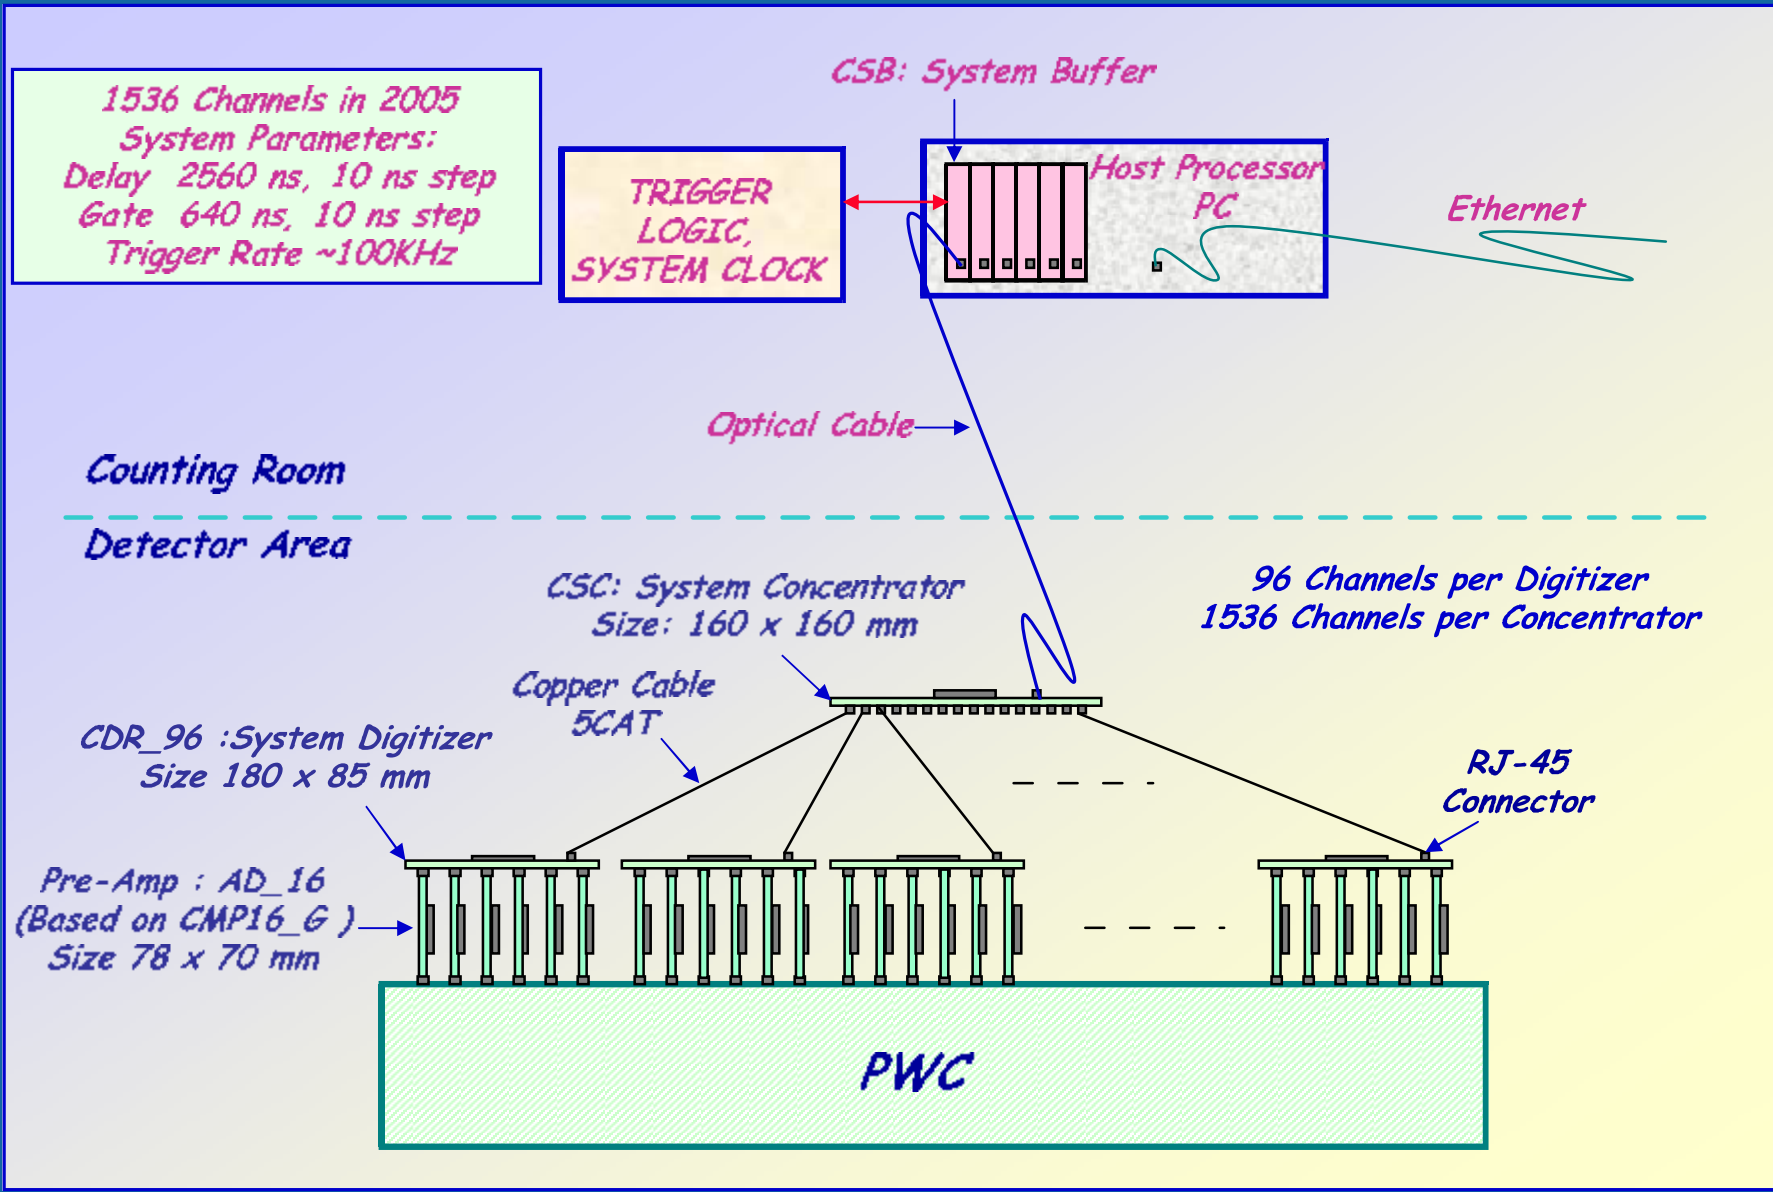 1536 Channels in 2005
System Parameters:
Delay 2560 ns, 10 ns step
Gate 640 ns, 10 ns step
Trigger Rate ~100KHz
CSB: System Buffer
TRIGGER
LOGIC,
SYSTEM CLOCK
Host Processor
PC
Ethernet
Optical Cable
Counting Room
Detector Area
CSC: System Concentrator
Size: 160 x 160 mm
96 Channels per Digitizer
1536 Channels per Concentrator
Copper Cable
5CAT
CDR_96 :System Digitizer
Size 180 x 85 mm
RJ-45
Connector
Pre-Amp : AD_16
(Based on CMP16_G )
Size 78 x 70 mm
PWC